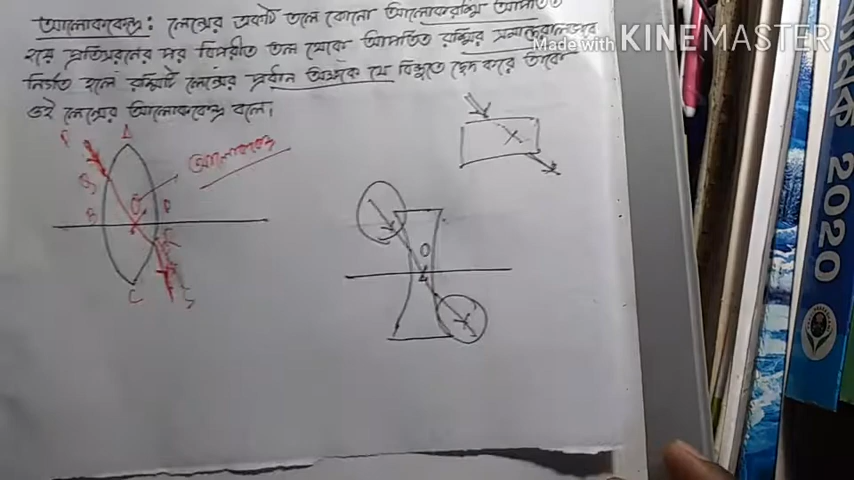 আলোককেন্দ্র: লেন্সের একটি তলে কোনো আলোকরশ্মি আপতিত
হয়ে প্রতিসরনের পর বিপরীত তল থেকে আপতিত রশ্মির সমান্তরালভাবে
নির্গত হলে রশ্মিটি লেন্সের প্রধান অক্ষকে যে বিন্দুতে ছেদ করে তাকে
ওই লেন্সের আলোককেন্দ্র বলে।
Made with KINEMASTER
A
আলোককেন্দ্র
B
O
C
S
O
2020